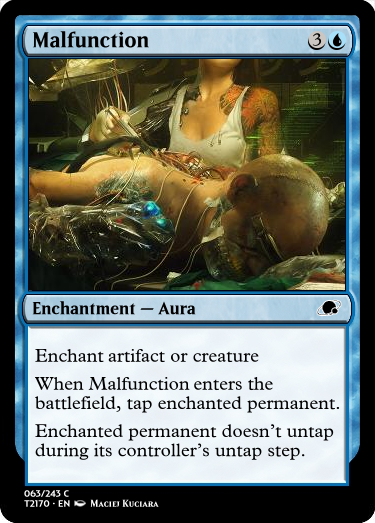 Malfunction 3
Enchantment — Aura
Enchant artifact or creature
When Malfunction enters the
battlefield, tap enchanted permanent.
Enchanted permanent doesn't untap
during its controller's untap step.
063/243 C
T2170 • EN Maciej Kuciara